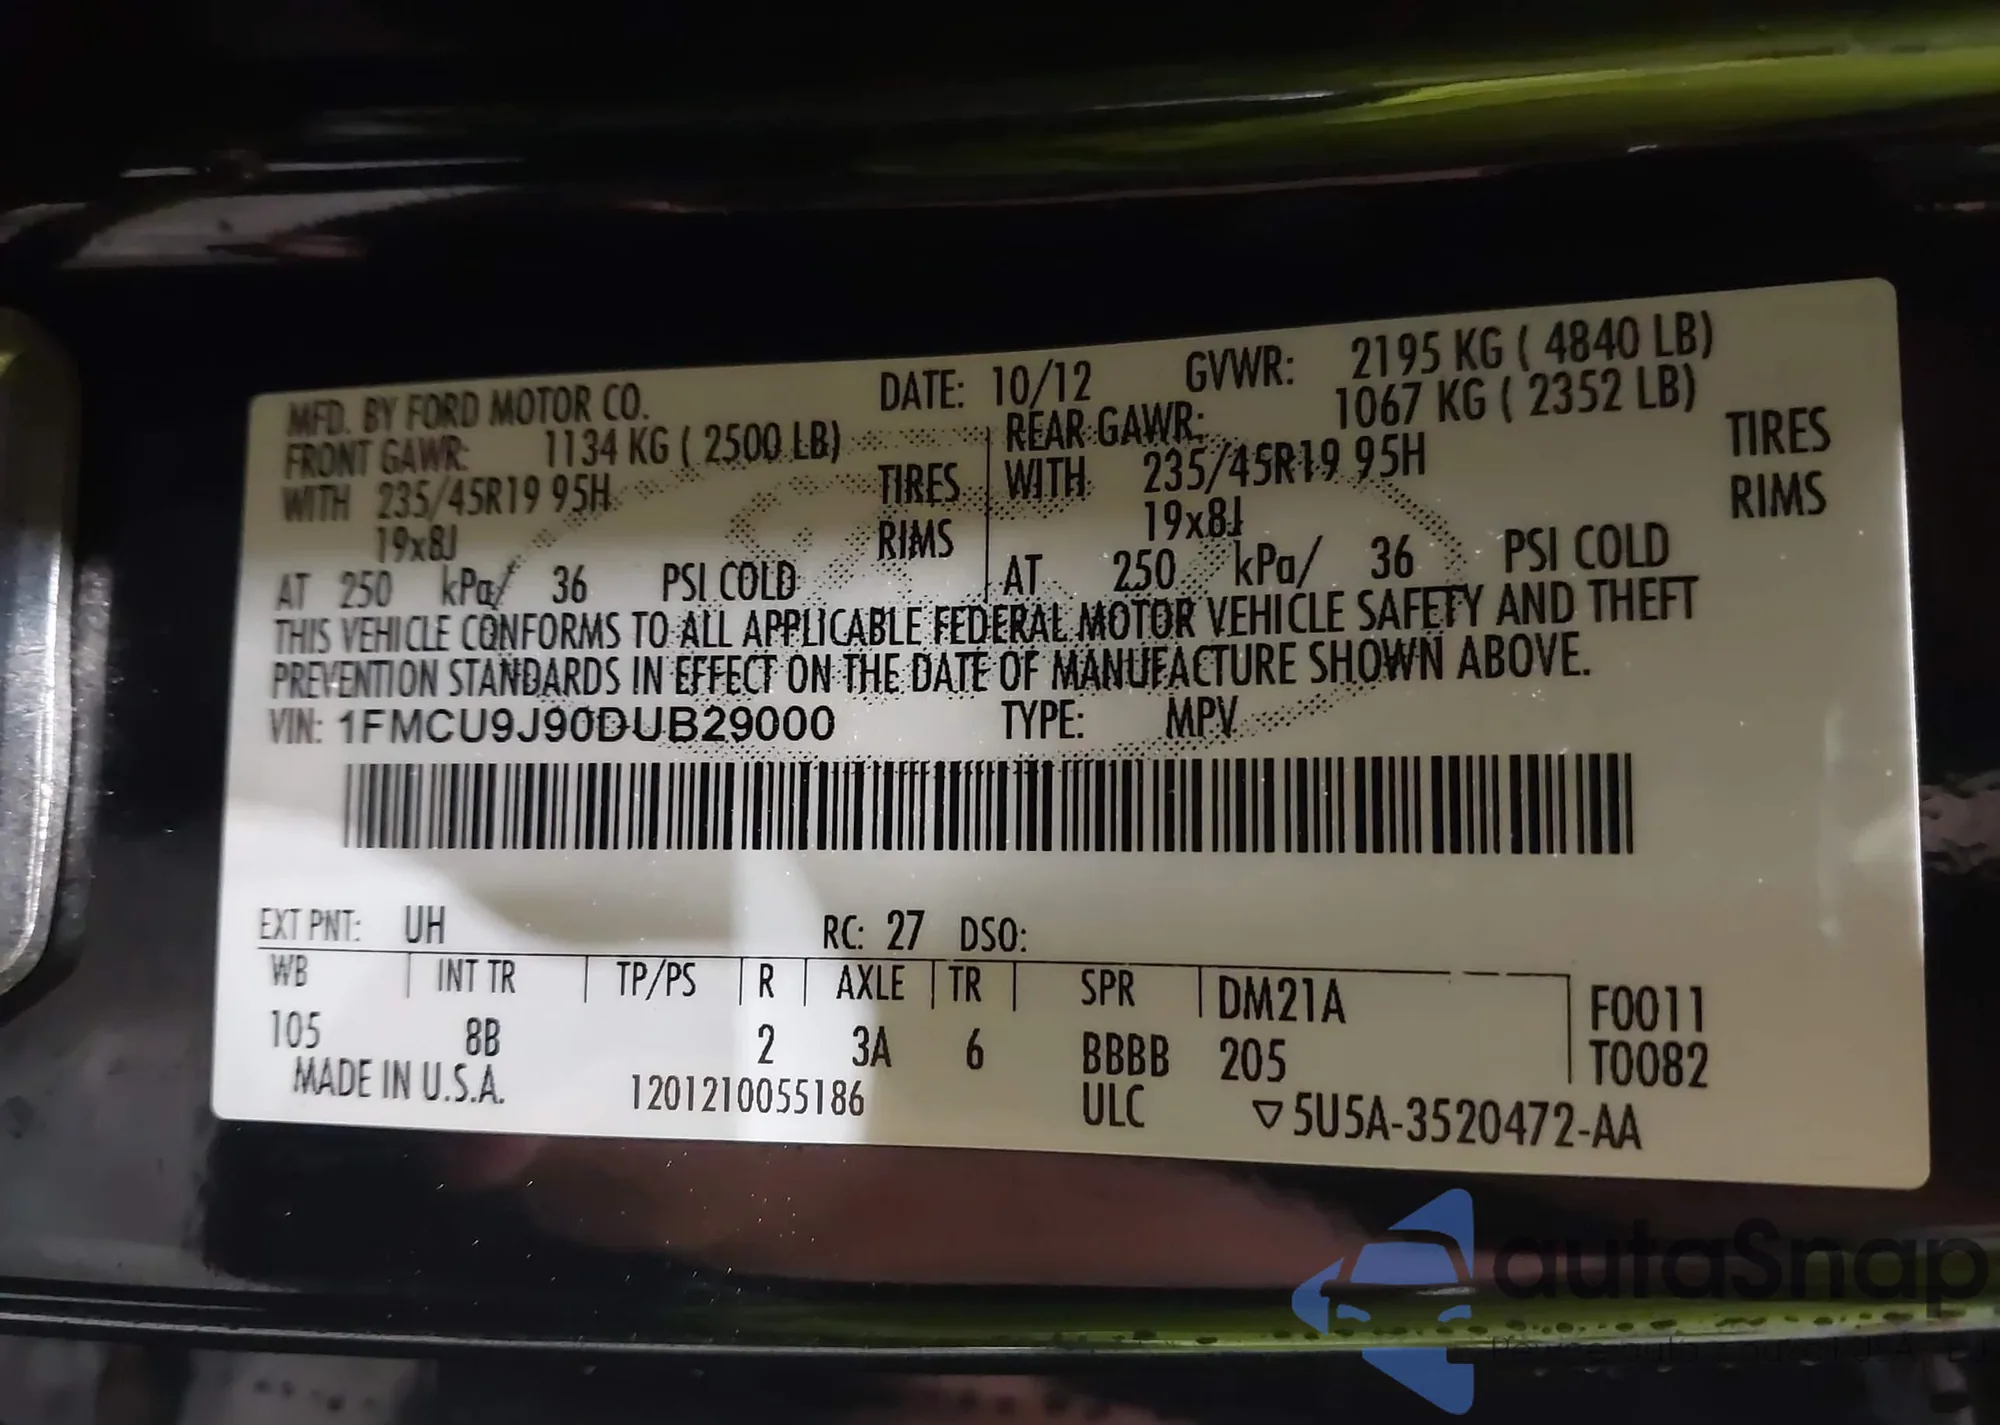 MFD. BY FORD MOTOR CO. DATE: 10/12 GVWR: 2195 KG ( 4840 LB)
FRONT GAWR: 1134 KG ( 2500 LB) REAR GAWR: 1067 KG ( 2352 LB)
WITH 235/45R19 95H TIRES WITH 235/45R19 95H TIRES
19x8J RIMS 19x8J RIMS
AT 250 kPa/ 36 PSI COLD AT 250 kPa/ 36 PSI COLD
THIS VEHICLE CONFORMS TO ALL APPLICABLE FEDERAL MOTOR VEHICLE SAFETY AND THEFT
PREVENTION STANDARDS IN EFFECT ON THE DATE OF MANUFACTURE SHOWN ABOVE.
VIN: 1FMCU9J90DUB29000 TYPE: MPV
EXT PNT: UH RC: 27 DSO:
WB INT TR TP/PS R AXLE TR SPR DM21A F0011
105 8B 2 3A 6 BBBB 205 T0082
MADE IN U.S.A. 1201210055186 ULC ▽5U5A-3520472-AA
autaSnap